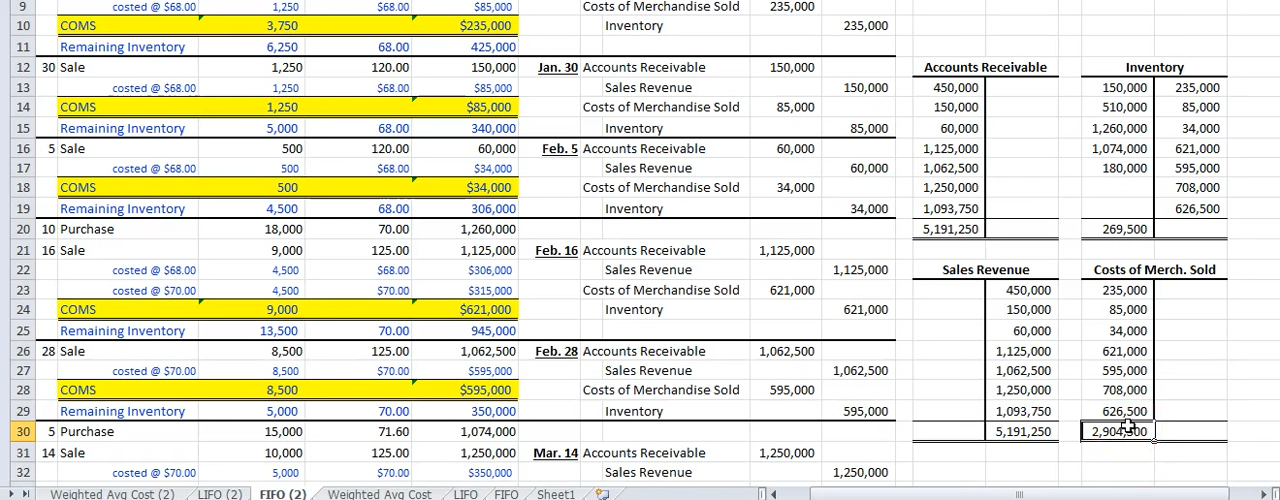 9 costed @ $68.00 1,250 $68.00 $85,000 Costs of Merchandise Sold 235,000
10 COMS 3,750 $235,000 Inventory 235,000
11 Remaining Inventory 6,250 68.00 425,000
12 30 Sale 1,250 120.00 150,000 Jan. 30 Accounts Receivable 150,000 Accounts Receivable Inventory
13 costed @ $68.00 1,250 $68.00 $85,000 Sales Revenue 150,000 450,000 150,000 235,000
14 COMS 1,250 $85,000 Costs of Merchandise Sold 85,000 150,000 510,000 85,000
15 Remaining Inventory 5,000 68.00 340,000 Inventory 85,000 60,000 1,260,000 34,000
16 5 Sale 500 120.00 60,000 Feb. 5 Accounts Receivable 60,000 1,125,000 1,074,000 621,000
17 costed @ $68.00 500 $68.00 $34,000 Sales Revenue 60,000 1,062,500 180,000 595,000
18 COMS 500 $34,000 Costs of Merchandise Sold 34,000 1,250,000 708,000
19 Remaining Inventory 4,500 68.00 306,000 Inventory 34,000 1,093,750 626,500
20 10 Purchase 18,000 70.00 1,260,000 5,191,250 269,500
21 16 Sale 9,000 125.00 1,125,000 Feb. 16 Accounts Receivable 1,125,000
22 costed @ $68.00 4,500 $68.00 $306,000 Sales Revenue 1,125,000 Sales Revenue Costs of Merch. Sold
23 costed @ $70.00 4,500 $70.00 $315,000 Costs of Merchandise Sold 621,000 450,000 235,000
24 COMS 9,000 $621,000 Inventory 621,000 150,000 85,000
25 Remaining Inventory 13,500 70.00 945,000 60,000 34,000
26 28 Sale 8,500 125.00 1,062,500 Feb. 28 Accounts Receivable 1,062,500 1,125,000 621,000
27 costed @ $70.00 8,500 $70.00 $595,000 Sales Revenue 1,062,500 1,062,500 595,000
28 COMS 8,500 $595,000 Costs of Merchandise Sold 595,000 1,250,000 708,000
29 Remaining Inventory 5,000 70.00 350,000 Inventory 595,000 1,093,750 626,500
30 5 Purchase 15,000 71.60 1,074,000 5,191,250 2,904,500
31 14 Sale 10,000 125.00 1,250,000 Mar. 14 Accounts Receivable 1,250,000
32 costed @ $70.00 5,000 $70.00 $350,000 Sales Revenue 1,250,000
Weighted Avg Cost (2) LIFO (2) FIFO (2) Weighted Avg Cost LIFO FIFO Sheet1